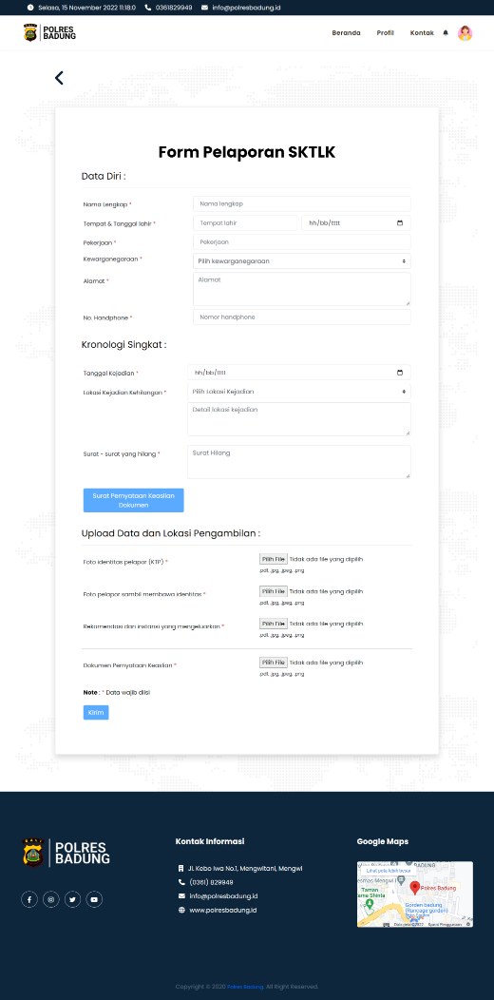 Selasa, 15 November 2022 11:18:0 0361829949 info@polresbadung.id
POLRES
BADUNG
Beranda Profil Kontak
Form Pelaporan SKTLK
Data Diri :
Nama Lengkap * Nama lengkap
Tempat & Tanggal lahir * Tempat lahir hh/bb/tttt
Pekerjaan * Pekerjaan
Kewarganegaraan * Pilih kewarganegaraan
Alamat * Alamat
No. Handphone * Nomor handphone
Kronologi Singkat :
Tanggal Kejadian * hh/bb/tttt
Lokasi Kejadian Kehilangan * Pilih Lokasi Kejadian
Detail lokasi kejadian
Surat - surat yang hilang * Surat Hilang
Surat Pernyataan Keaslian
Dokumen
Upload Data dan Lokasi Pengambilan :
Foto identitas pelapor (KTP) * Pilih File Tidak ada file yang dipilih
.pdf, .jpg, .jpeg, .png
Foto pelapor sambil membawa identitas * Pilih File Tidak ada file yang dipilih
.pdf, .jpg, .jpeg, .png
Rekomendasi dari instansi yang mengeluarkan * Pilih File Tidak ada file yang dipilih
.pdf, .jpg, .jpeg, .png
Dokumen Pernyataan Keaslian * Pilih File Tidak ada file yang dipilih
.pdf, .jpg, .jpeg, .png
Note : * Data wajib diisi
Kirim
POLRES
BADUNG
Kontak Informasi
Jl. Kebo Iwa No.1, Mengwitani, Mengwi
(0361) 829949
info@polresbadung.id
www.polresbadung.id
Google Maps
BADUNG
Lihat peta lebih besar
Polres Badung
Taman
Gorden badung
(Rancage gorden)
Copyright © 2020 Polres Badung. All Right Reserved.